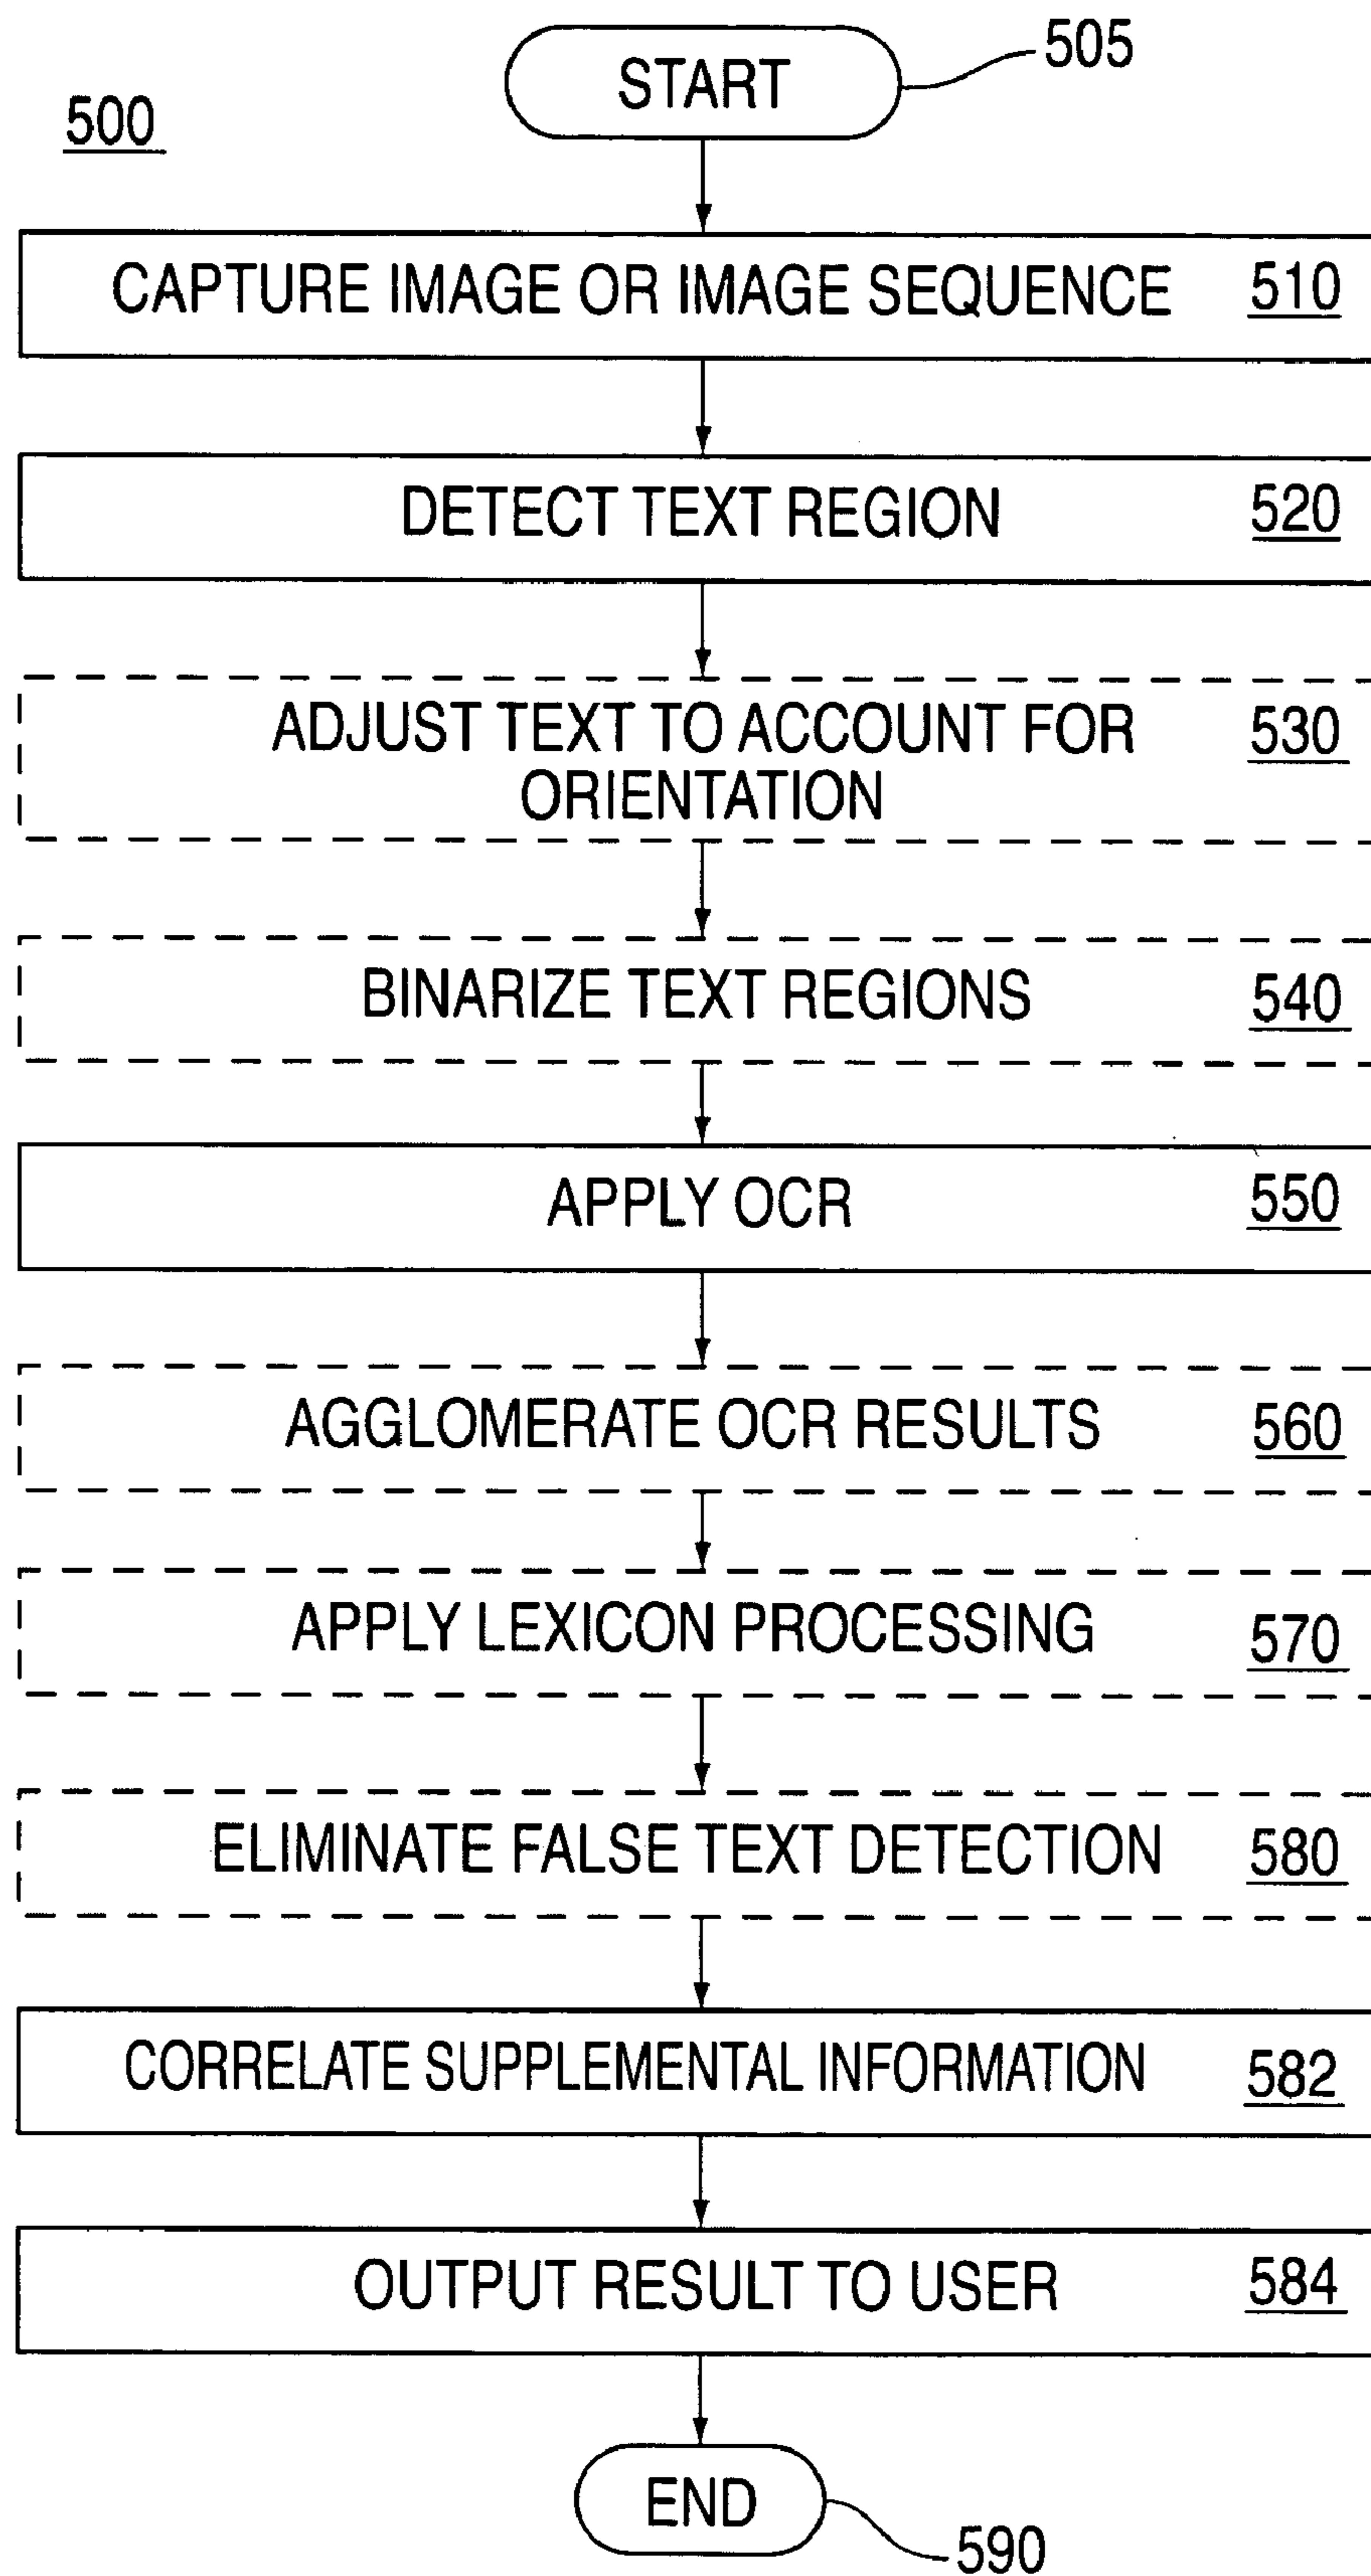 START 505
500
CAPTURE IMAGE OR IMAGE SEQUENCE 510
DETECT TEXT REGION 520
ADJUST TEXT TO ACCOUNT FOR 530
ORIENTATION
BINARIZE TEXT REGIONS 540
APPLY OCR 550
AGGLOMERATE OCR RESULTS 560
APPLY LEXICON PROCESSING 570
ELIMINATE FALSE TEXT DETECTION 580
CORRELATE SUPPLEMENTAL INFORMATION 582
OUTPUT RESULT TO USER 584
END
590